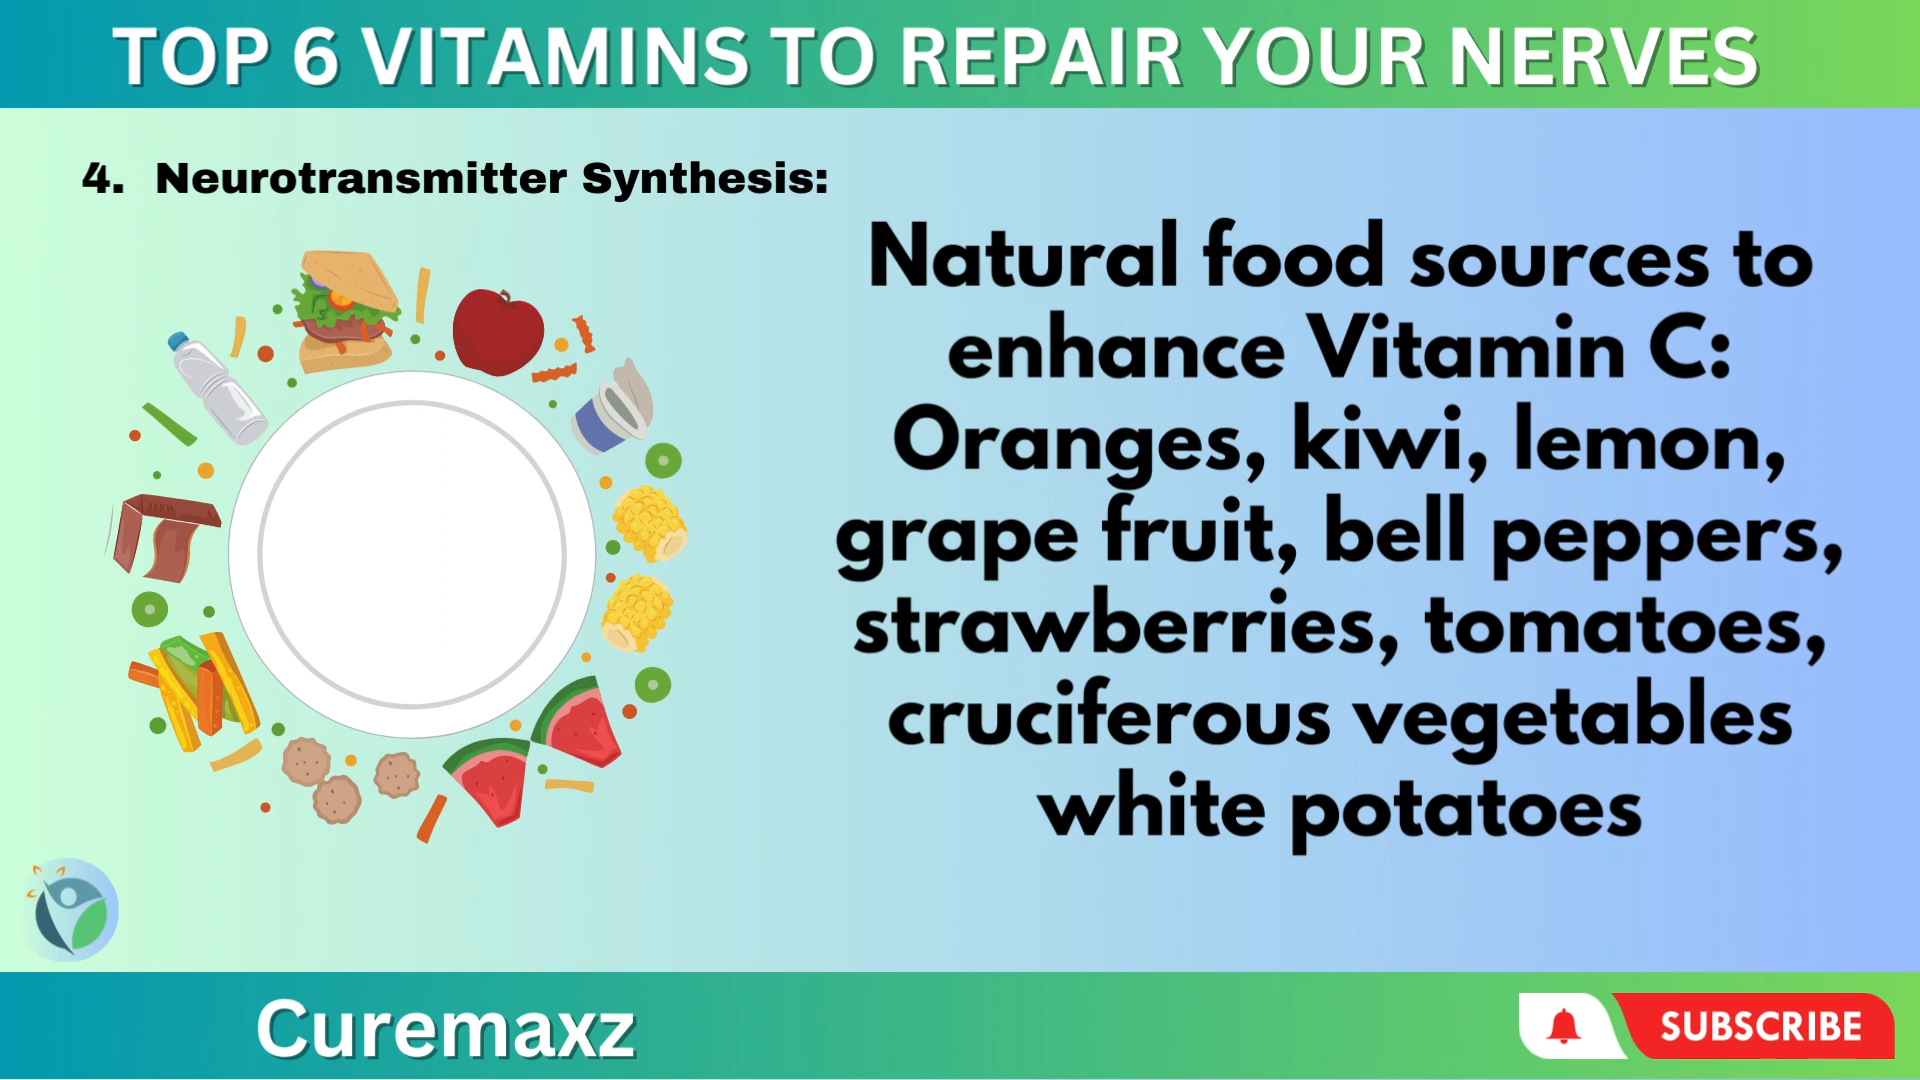 TOP 6 VITAMINS TO REPAIR YOUR NERVES
4. Neurotransmitter Synthesis:
Natural food sources to
enhance Vitamin C:
Oranges, kiwi, lemon,
grape fruit, bell peppers,
strawberries, tomatoes,
cruciferous vegetables
white potatoes
Curemaxz
SUBSCRIBE